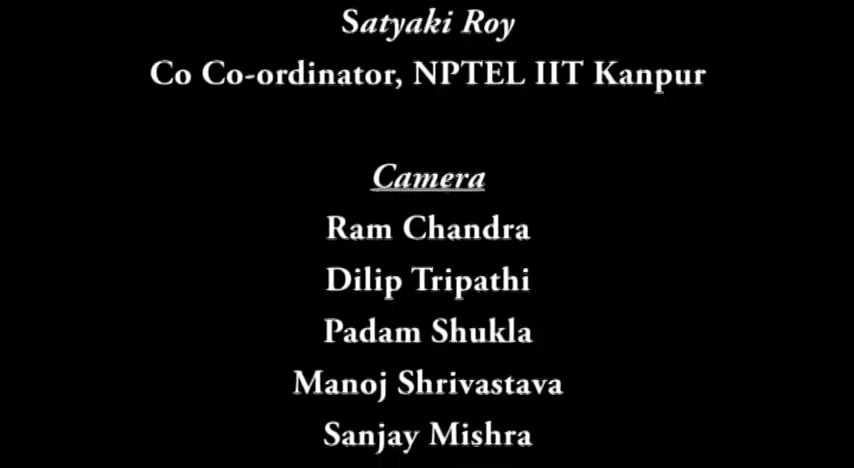 Satyaki Roy
Co Co-ordinator, NPTEL IIT Kanpur
Camera
Ram Chandra
Dilip Tripathi
Padam Shukla
Manoj Shrivastava
Sanjay Mishra